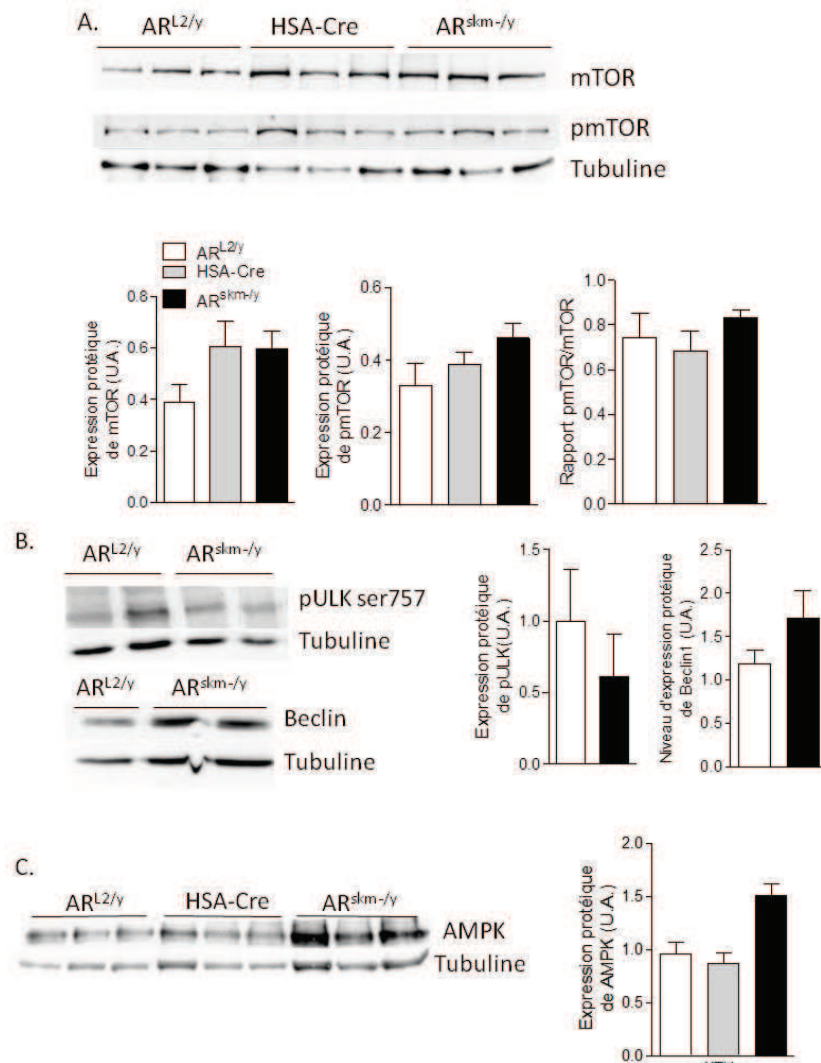 A.
AR^L2/y HSA-Cre AR^skm-/y
mTOR
pmTOR
Tubuline
AR^L2/y
HSA-Cre
AR^skm-/y
Expression protéique
de mTOR (U.A.)
0.8
0.6
0.4
0.2
0.0
Expression protéique
de pmTOR (U.A.)
0.6
0.4
0.2
0.0
Rapport pmTOR/mTOR
1.0
0.8
0.6
0.4
0.2
0.0
B.
AR^L2/y AR^skm-/y
pULK ser757
Tubuline
AR^L2/y AR^skm-/y
Beclin
Tubuline
Expression protéique
de pULK(U.A.)
1.5
1.0
0.5
0.0
Niveau d'expression protéique
de Beclin1 (U.A.)
2.5
2.0
1.5
1.0
0.5
0.0
C.
AR^L2/y HSA-Cre AR^skm-/y
AMPK
Tubuline
Expression protéique
de AMPK (U.A.)
2.0
1.5
1.0
0.5
0.0